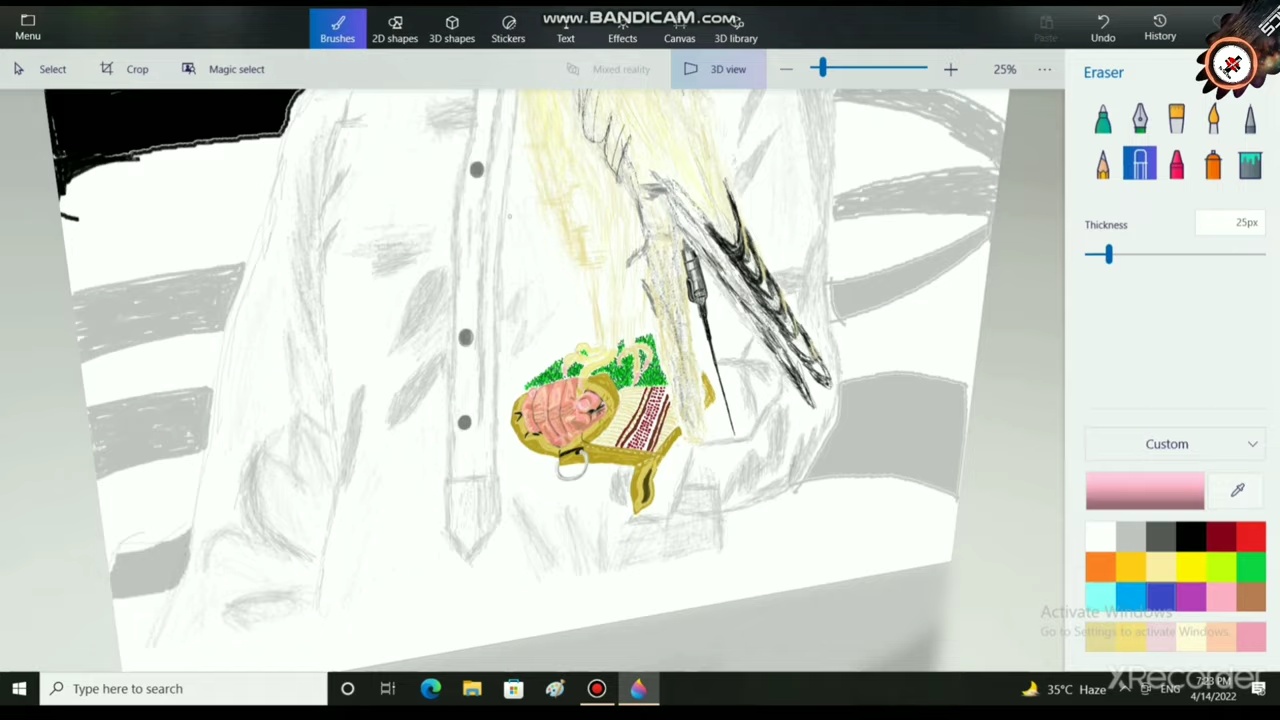 www.BANDICAM.com
Menu
Brushes
2D shapes
3D shapes
Stickers
Text
Effects
Canvas
3D library
Paste
Undo
History
Select
Crop
Magic select
Mixed reality
3D view
25%
Eraser
Thickness
25px
Custom
Activate Windows
Go to Settings to activate Windows.
XRecorder
Type here to search
35°C Haze
ENG
7:23 PM
4/14/2022